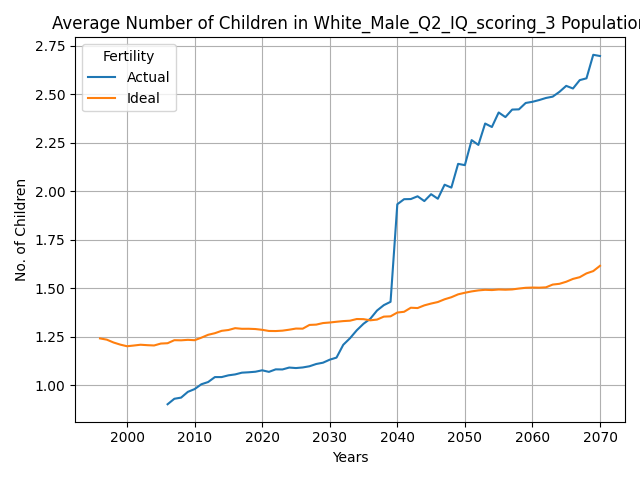 Average Number of Children in White_Male_Q2_IQ_scoring_3 Population
Fertility
Actual
Ideal
2.75
2.50
2.25
2.00
1.75
1.50
1.25
1.00
No. of Children
2000 2010 2020 2030 2040 2050 2060 2070
Years